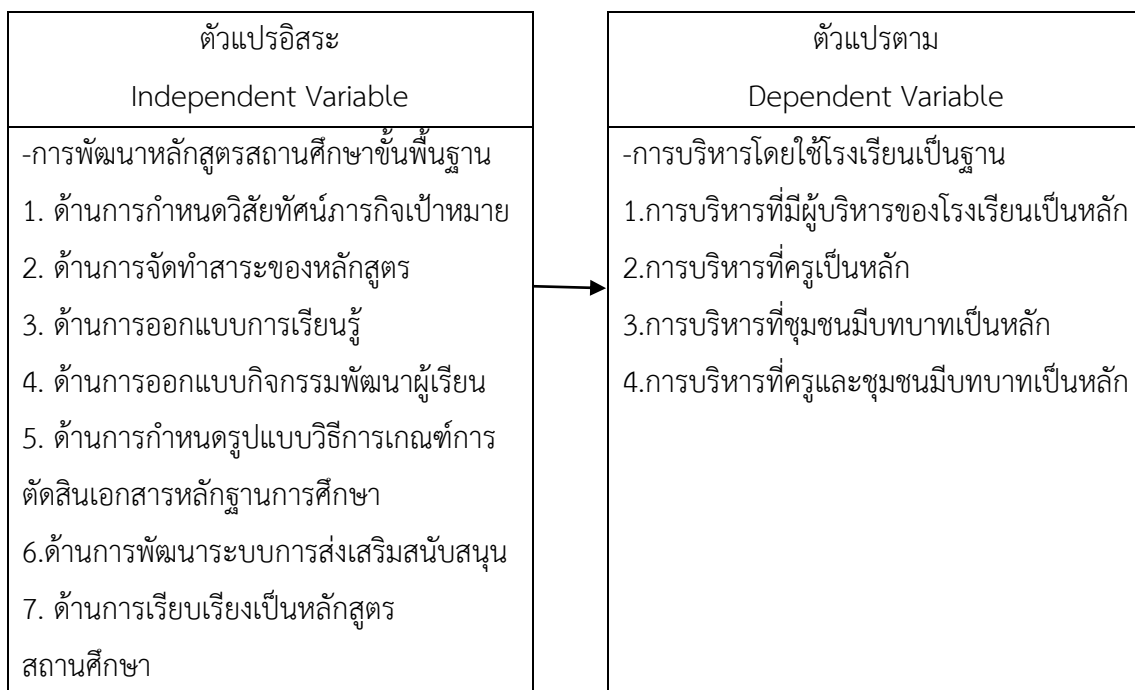 ตัวแปรอิสระ
Independent Variable
-การพัฒนาหลักสูตรสถานศึกษาขั้นพื้นฐาน
1. ด้านการกำหนดวิสัยทัศน์ภารกิจเป้าหมาย
2. ด้านการจัดทำสาระของหลักสูตร
3. ด้านการออกแบบการเรียนรู้
4. ด้านการออกแบบกิจกรรมพัฒนาผู้เรียน
5. ด้านการกำหนดรูปแบบวิธีการเกณฑ์การ
ตัดสินเอกสารหลักฐานการศึกษา
6.ด้านการพัฒนาระบบการส่งเสริมสนับสนุน
7. ด้านการเรียบเรียงเป็นหลักสูตร
สถานศึกษา
ตัวแปรตาม
Dependent Variable
-การบริหารโดยใช้โรงเรียนเป็นฐาน
1.การบริหารที่มีผู้บริหารของโรงเรียนเป็นหลัก
2.การบริหารที่ครูเป็นหลัก
3.การบริหารที่ชุมชนมีบทบาทเป็นหลัก
4.การบริหารที่ครูและชุมชนมีบทบาทเป็นหลัก